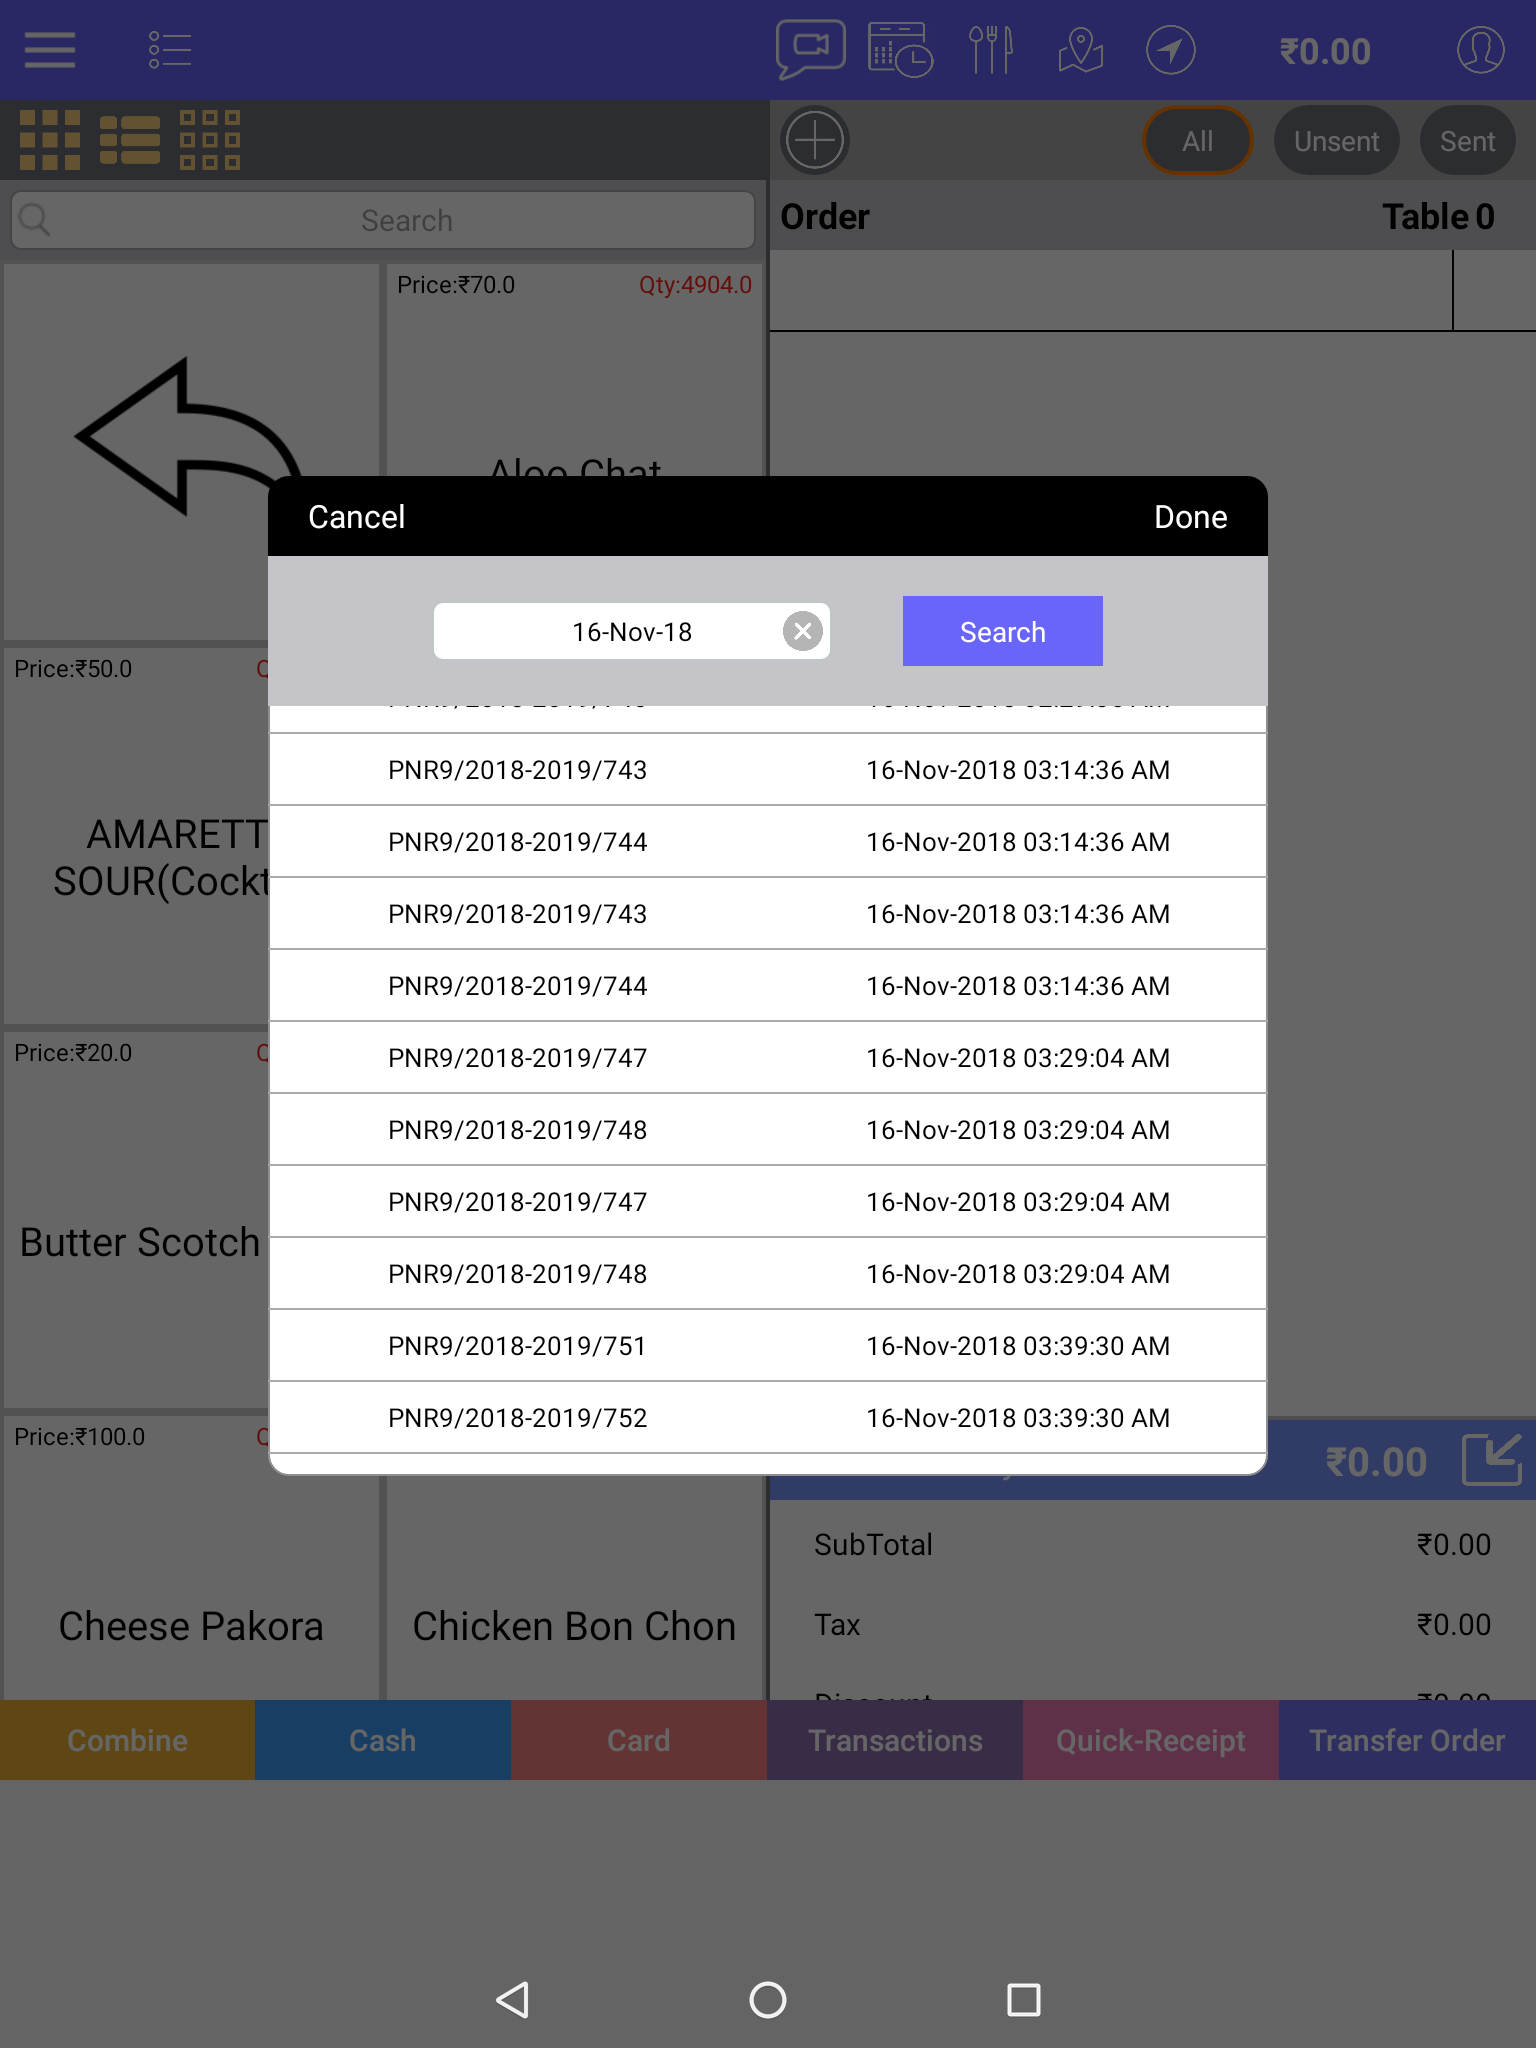 ₹0.00
All
Unsent
Sent
Search
Order
Table 0
Price:₹70.0
Qty:4904.0
Aloo Chat
Cancel
Done
16-Nov-18
Search
Price:₹50.0
PNR9/2018-2019/743
16-Nov-2018 03:14:36 AM
PNR9/2018-2019/744
16-Nov-2018 03:14:36 AM
AMARETT
SOUR(Cockt
PNR9/2018-2019/743
16-Nov-2018 03:14:36 AM
PNR9/2018-2019/744
16-Nov-2018 03:14:36 AM
Price:₹20.0
PNR9/2018-2019/747
16-Nov-2018 03:29:04 AM
PNR9/2018-2019/748
16-Nov-2018 03:29:04 AM
PNR9/2018-2019/747
16-Nov-2018 03:29:04 AM
Butter Scotch
PNR9/2018-2019/748
16-Nov-2018 03:29:04 AM
PNR9/2018-2019/751
16-Nov-2018 03:39:30 AM
PNR9/2018-2019/752
16-Nov-2018 03:39:30 AM
Price:₹100.0
₹0.00
SubTotal
₹0.00
Cheese Pakora
Chicken Bon Chon
Tax
₹0.00
Discount
₹0.00
Combine
Cash
Card
Transactions
Quick-Receipt
Transfer Order